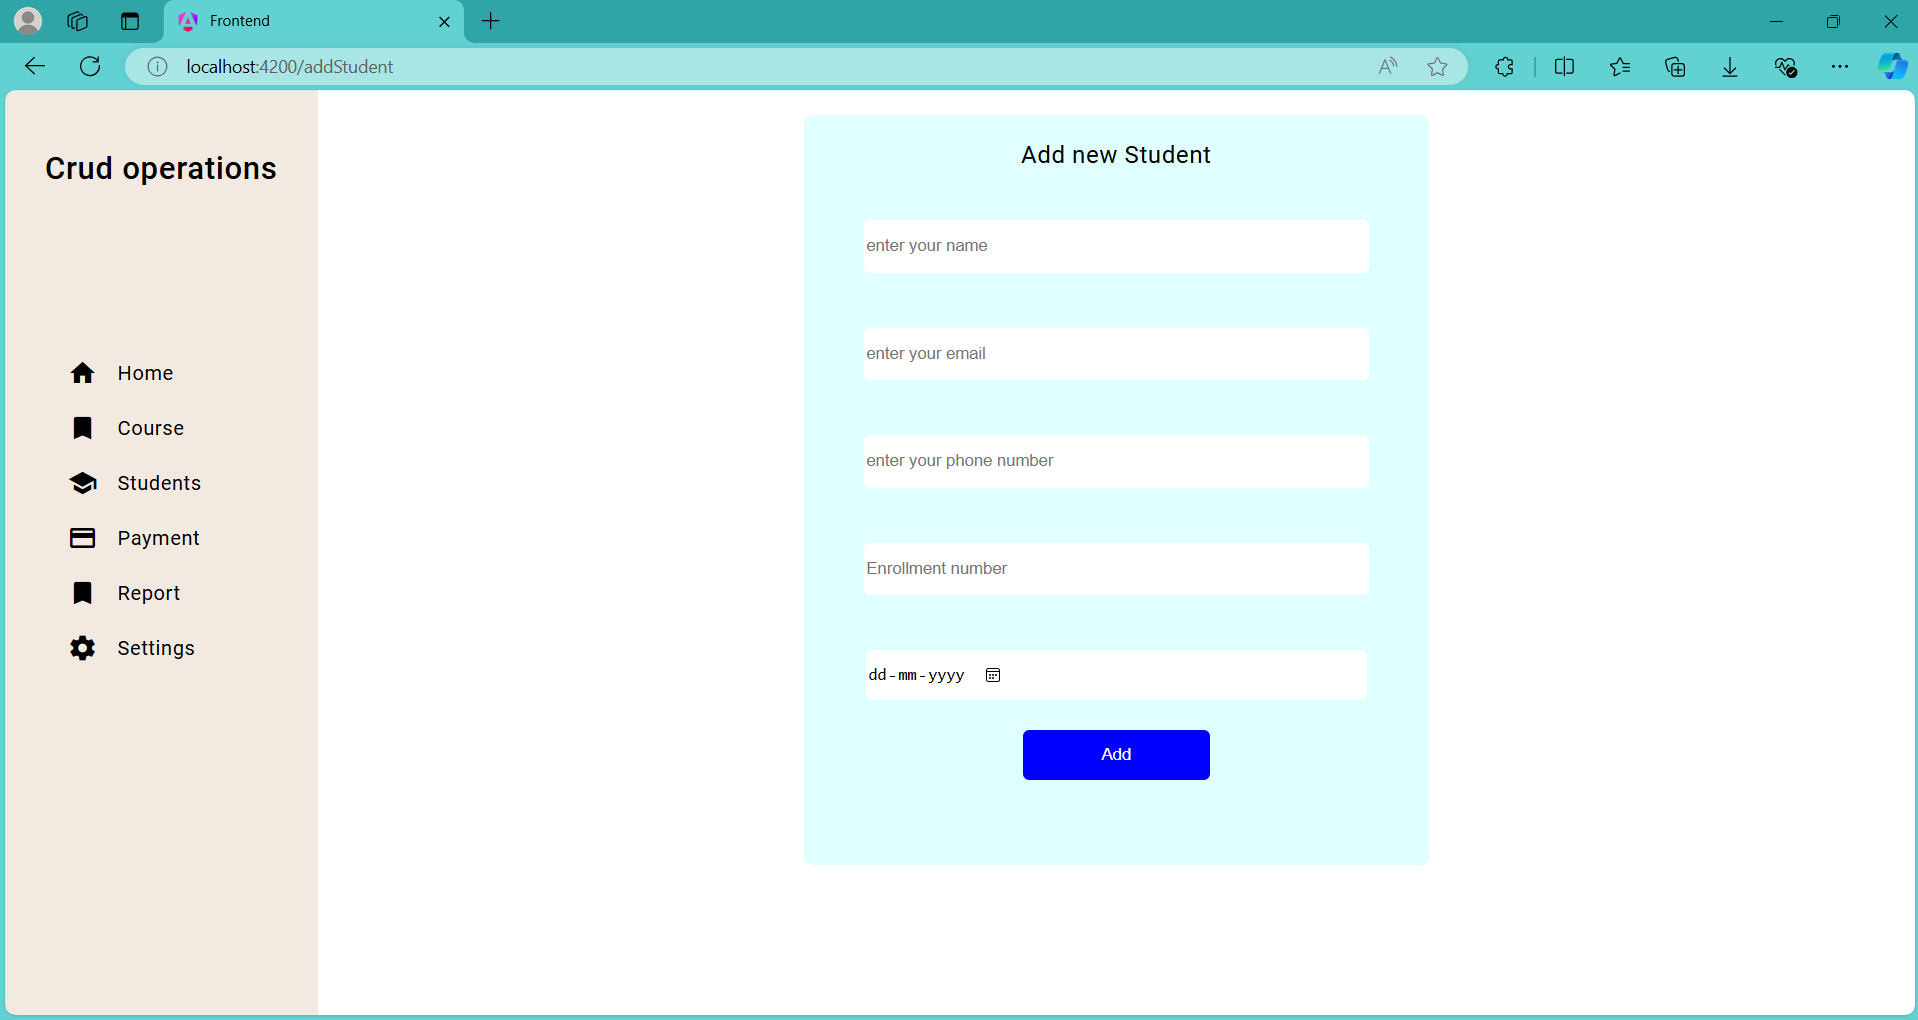 Frontend
localhost:4200/addStudent
Crud operations
Home
Course
Students
Payment
Report
Settings
Add new Student
enter your name
enter your email
enter your phone number
Enrollment number
dd-mm-yyyy
Add